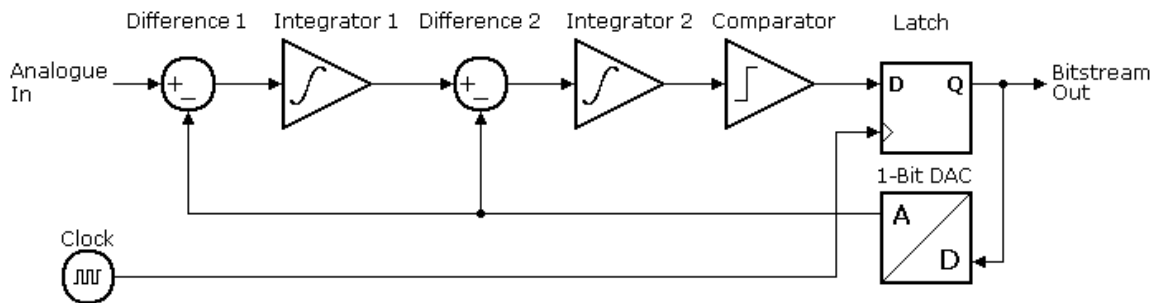 Difference 1
Integrator 1
Difference 2
Integrator 2
Comparator
Latch
Analogue
In
+
−
+
−
D
Q
Bitstream
Out
1-Bit DAC
A
D
Clock